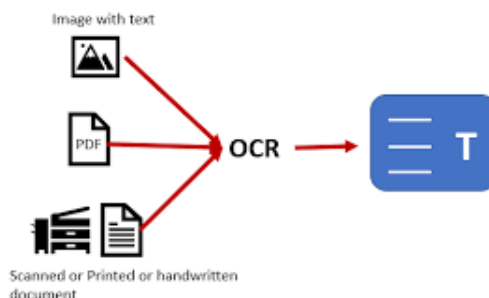 Image with text
PDF
OCR
T
Scanned or Printed or handwritten
document